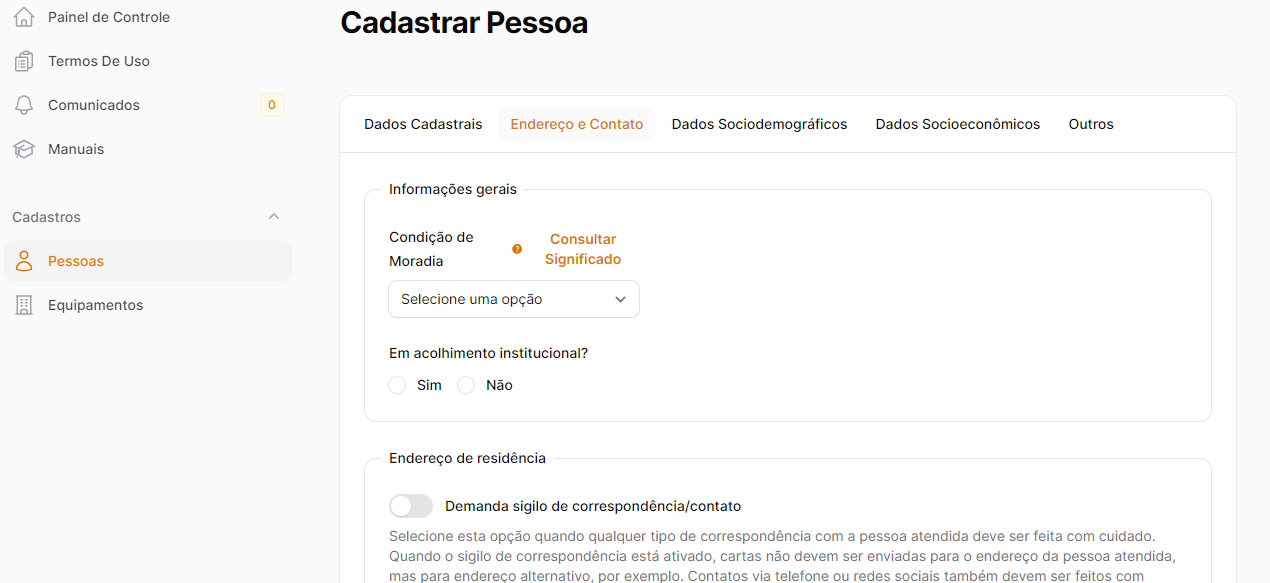 Painel de Controle
Termos De Uso
Comunicados
0
Manuais
Cadastros
Pessoas
Equipamentos
Cadastrar Pessoa
Dados Cadastrais
Endereço e Contato
Dados Sociodemográficos
Dados Socioeconômicos
Outros
Informações gerais
Condição de
Moradia
?
Consultar
Significado
Selecione uma opção
Em acolhimento institucional?
Sim
Não
Endereço de residência
Demanda sigilo de correspondência/contato
Selecione esta opção quando qualquer tipo de correspondência com a pessoa atendida deve ser feita com cuidado.
Quando o sigilo de correspondência está ativado, cartas não devem ser enviadas para o endereço da pessoa atendida,
mas para endereço alternativo, por exemplo. Contatos via telefone ou redes sociais também devem ser feitos com